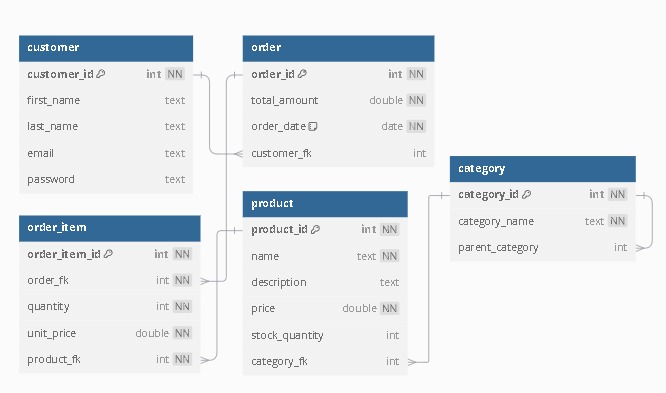 customer
customer_id int NN
first_name text
last_name text
email text
password text
order
order_id int NN
total_amount double NN
order_date date NN
customer_fk int
category
category_id int NN
category_name text NN
parent_category int
product
product_id int NN
name text NN
description text
price double NN
stock_quantity int
category_fk int
order_item
order_item_id int NN
order_fk int NN
quantity int NN
unit_price double NN
product_fk int NN